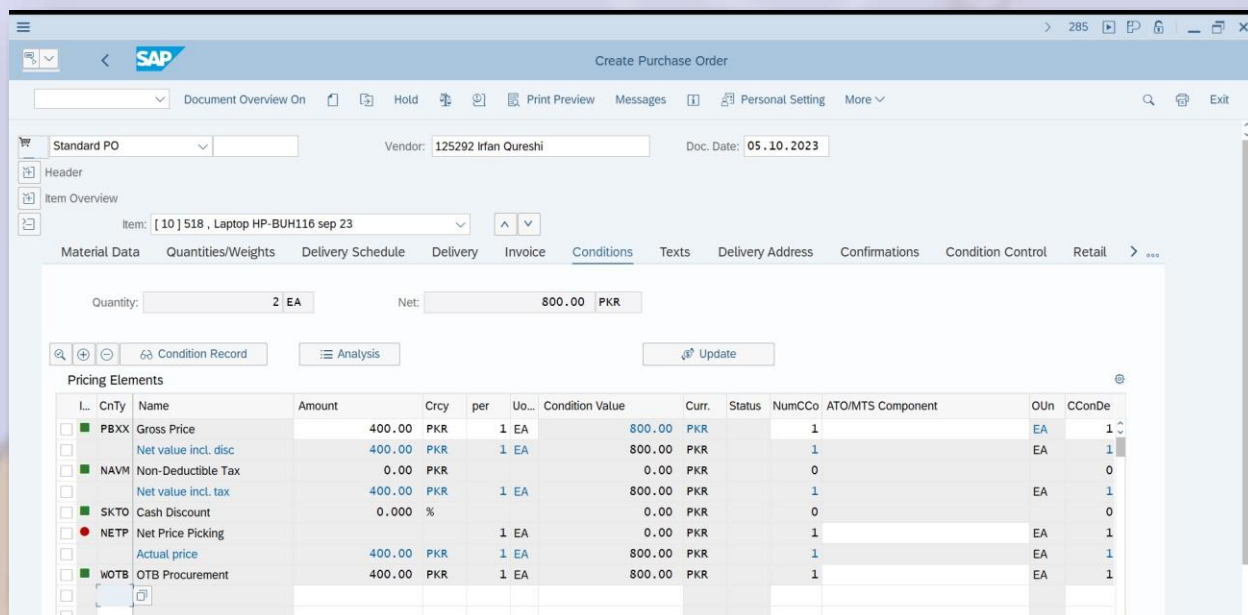 285
SAP
Create Purchase Order
Document Overview On Hold Print Preview Messages Personal Setting More Exit
Standard PO Vendor: 125292 Irfan Qureshi Doc. Date: 05.10.2023
Header
Item Overview
Item: [ 10 ] 518 , Laptop HP-BUH116 sep 23
Material Data Quantities/Weights Delivery Schedule Delivery Invoice Conditions Texts Delivery Address Confirmations Condition Control Retail
Quantity: 2 EA Net: 800.00 PKR
Condition Record Analysis Update
Pricing Elements
I... CnTy Name Amount Crcy per Uo... Condition Value Curr. Status NumCCo ATO/MTS Component OUn CConDe
PBXX Gross Price 400.00 PKR 1 EA 800.00 PKR 1 EA 1
Net value incl. disc 400.00 PKR 1 EA 800.00 PKR 1 EA 1
NAVM Non-Deductible Tax 0.00 PKR 0.00 PKR 0 0
Net value incl. tax 400.00 PKR 1 EA 800.00 PKR 1 EA 1
SKTO Cash Discount 0.000 % 0.00 PKR 0 0
NETP Net Price Picking 1 EA 0.00 PKR 1 EA 1
Actual price 400.00 PKR 1 EA 800.00 PKR 1 EA 1
WOTB OTB Procurement 400.00 PKR 1 EA 800.00 PKR 1 EA 1